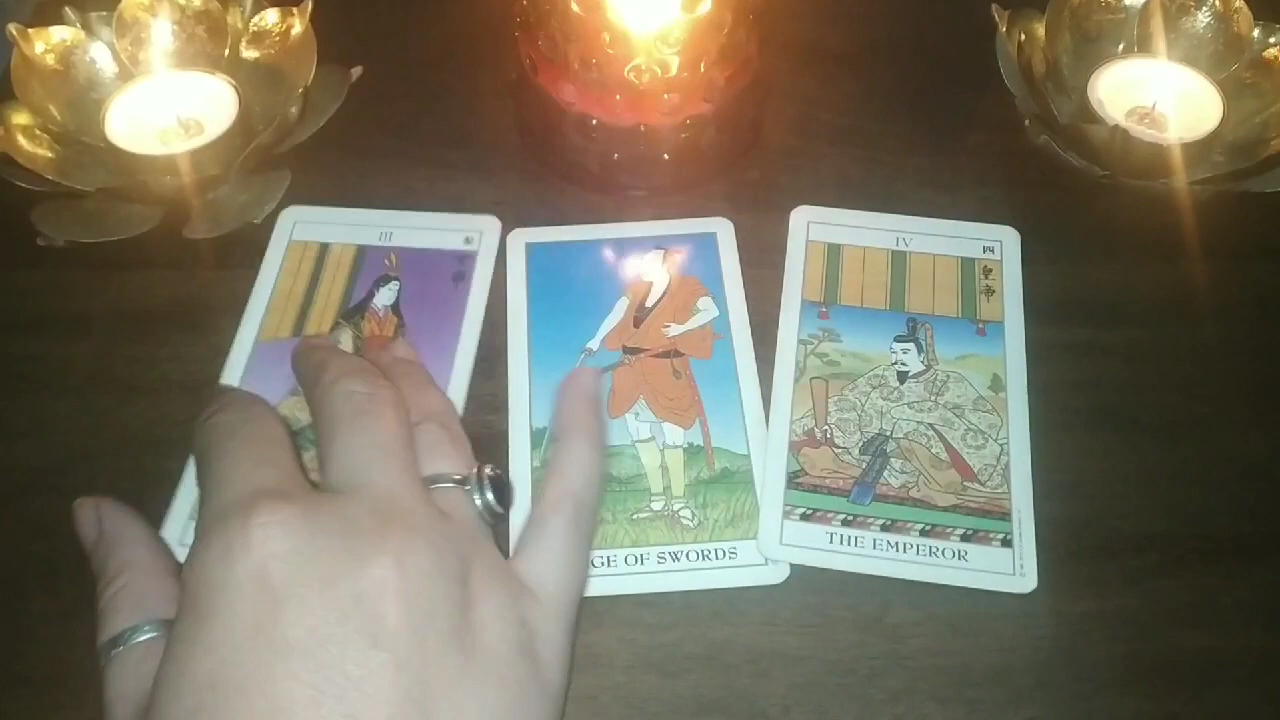 III
GE OF SWORDS
IV
四
皇帝
THE EMPEROR